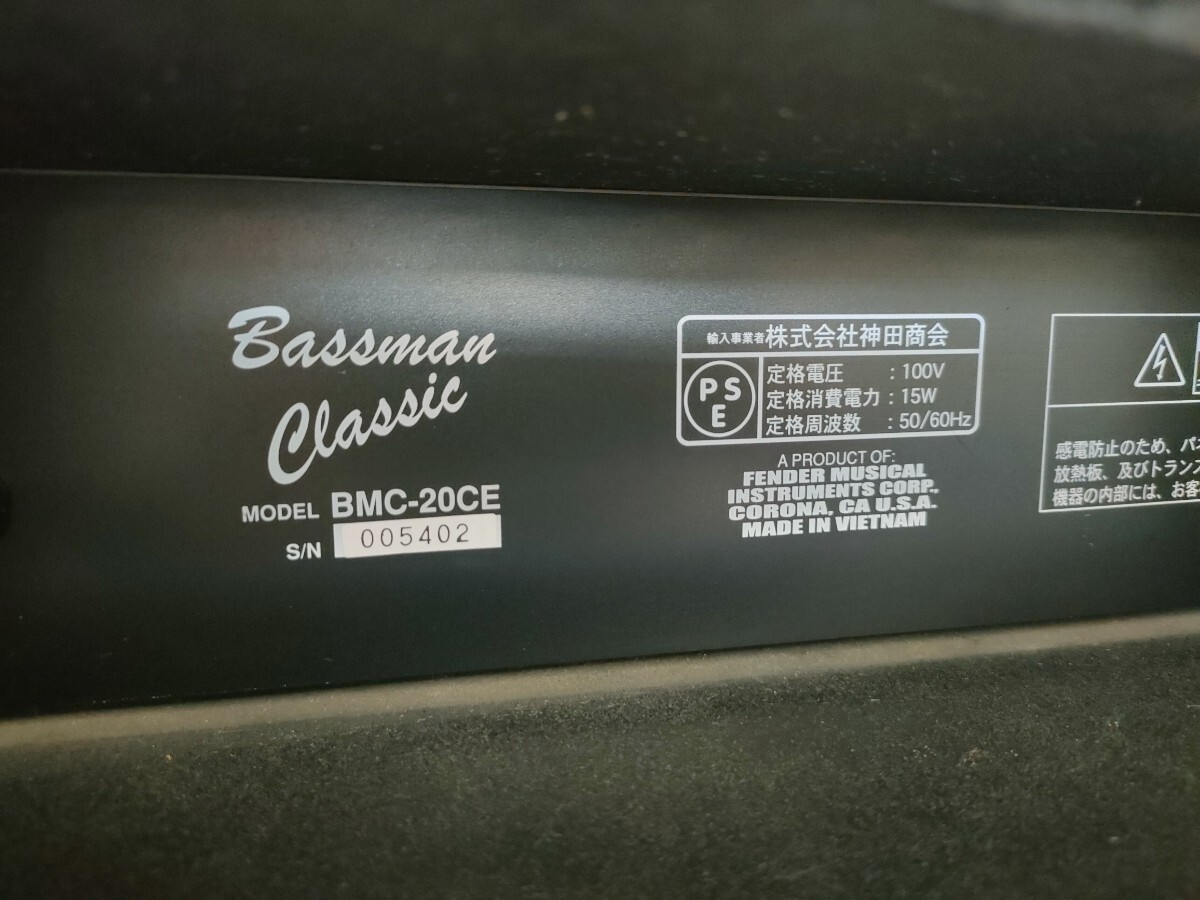 Bassman
Classic
MODEL BMC-20CE
S/N 005402
輸入事業者 株式会社神田商会
PSE
定格電圧 : 100V
定格消費電力 : 15W
定格周波数 : 50/60Hz
A PRODUCT OF:
FENDER MUSICAL
INSTRUMENTS CORP.,
CORONA, CA U.S.A.
MADE IN VIETNAM
感電防止のため、パネ
放熱板、及びトランス
機器の内部には、お客